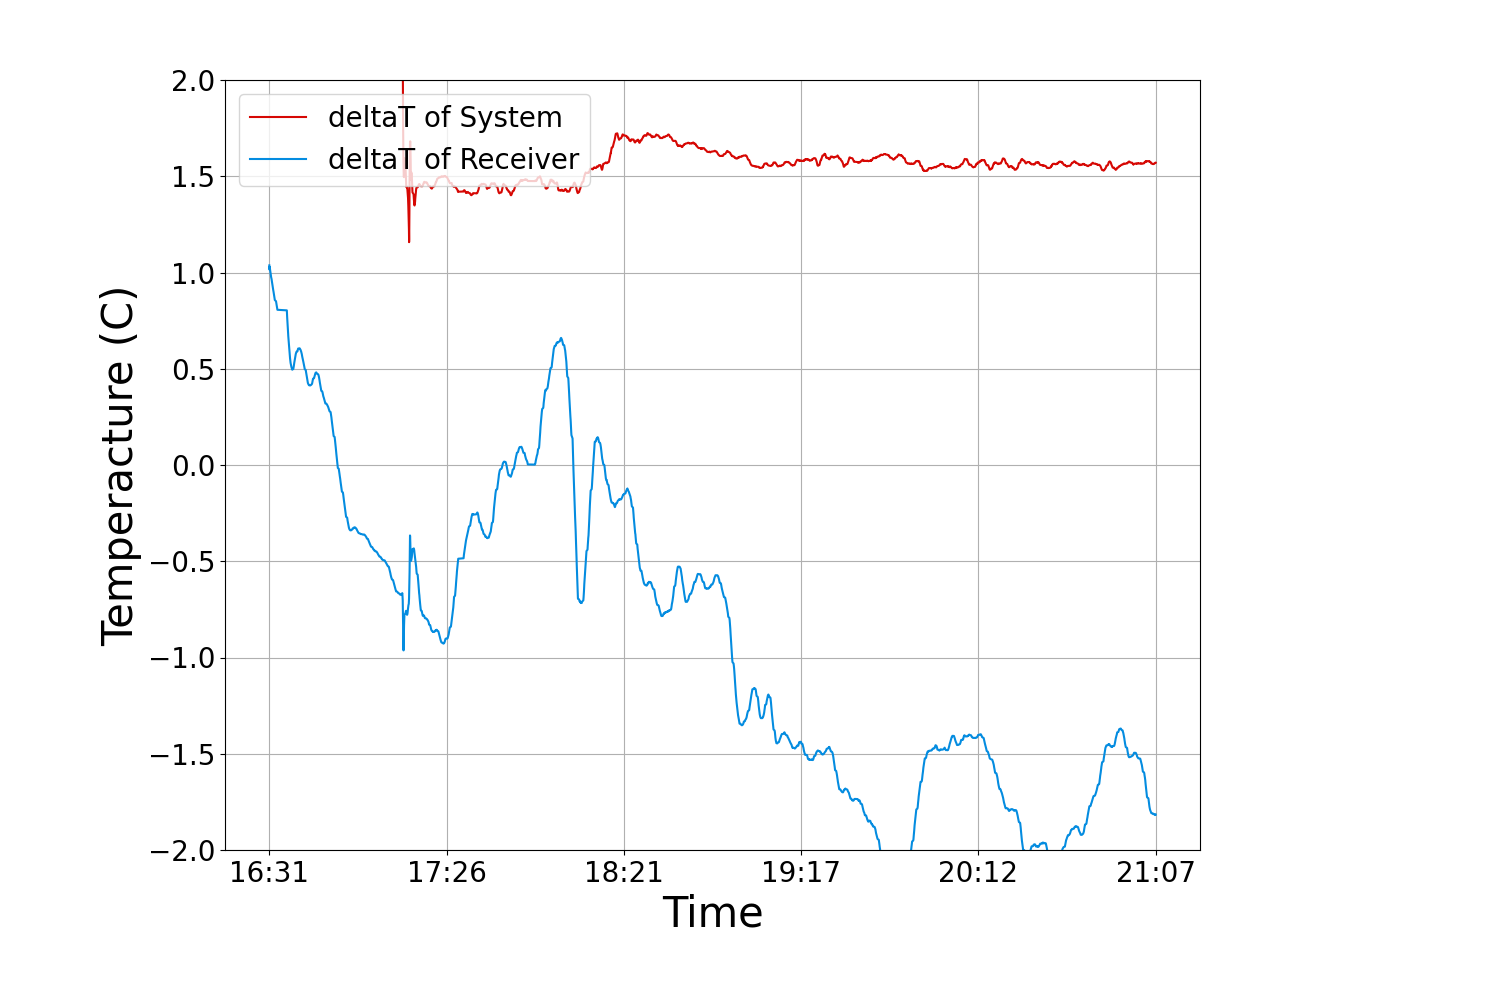 deltaT of System
deltaT of Receiver
2.0
1.5
1.0
0.5
0.0
−0.5
−1.0
−1.5
−2.0
Temperacture (C)
16:31 17:26 18:21 19:17 20:12 21:07
Time